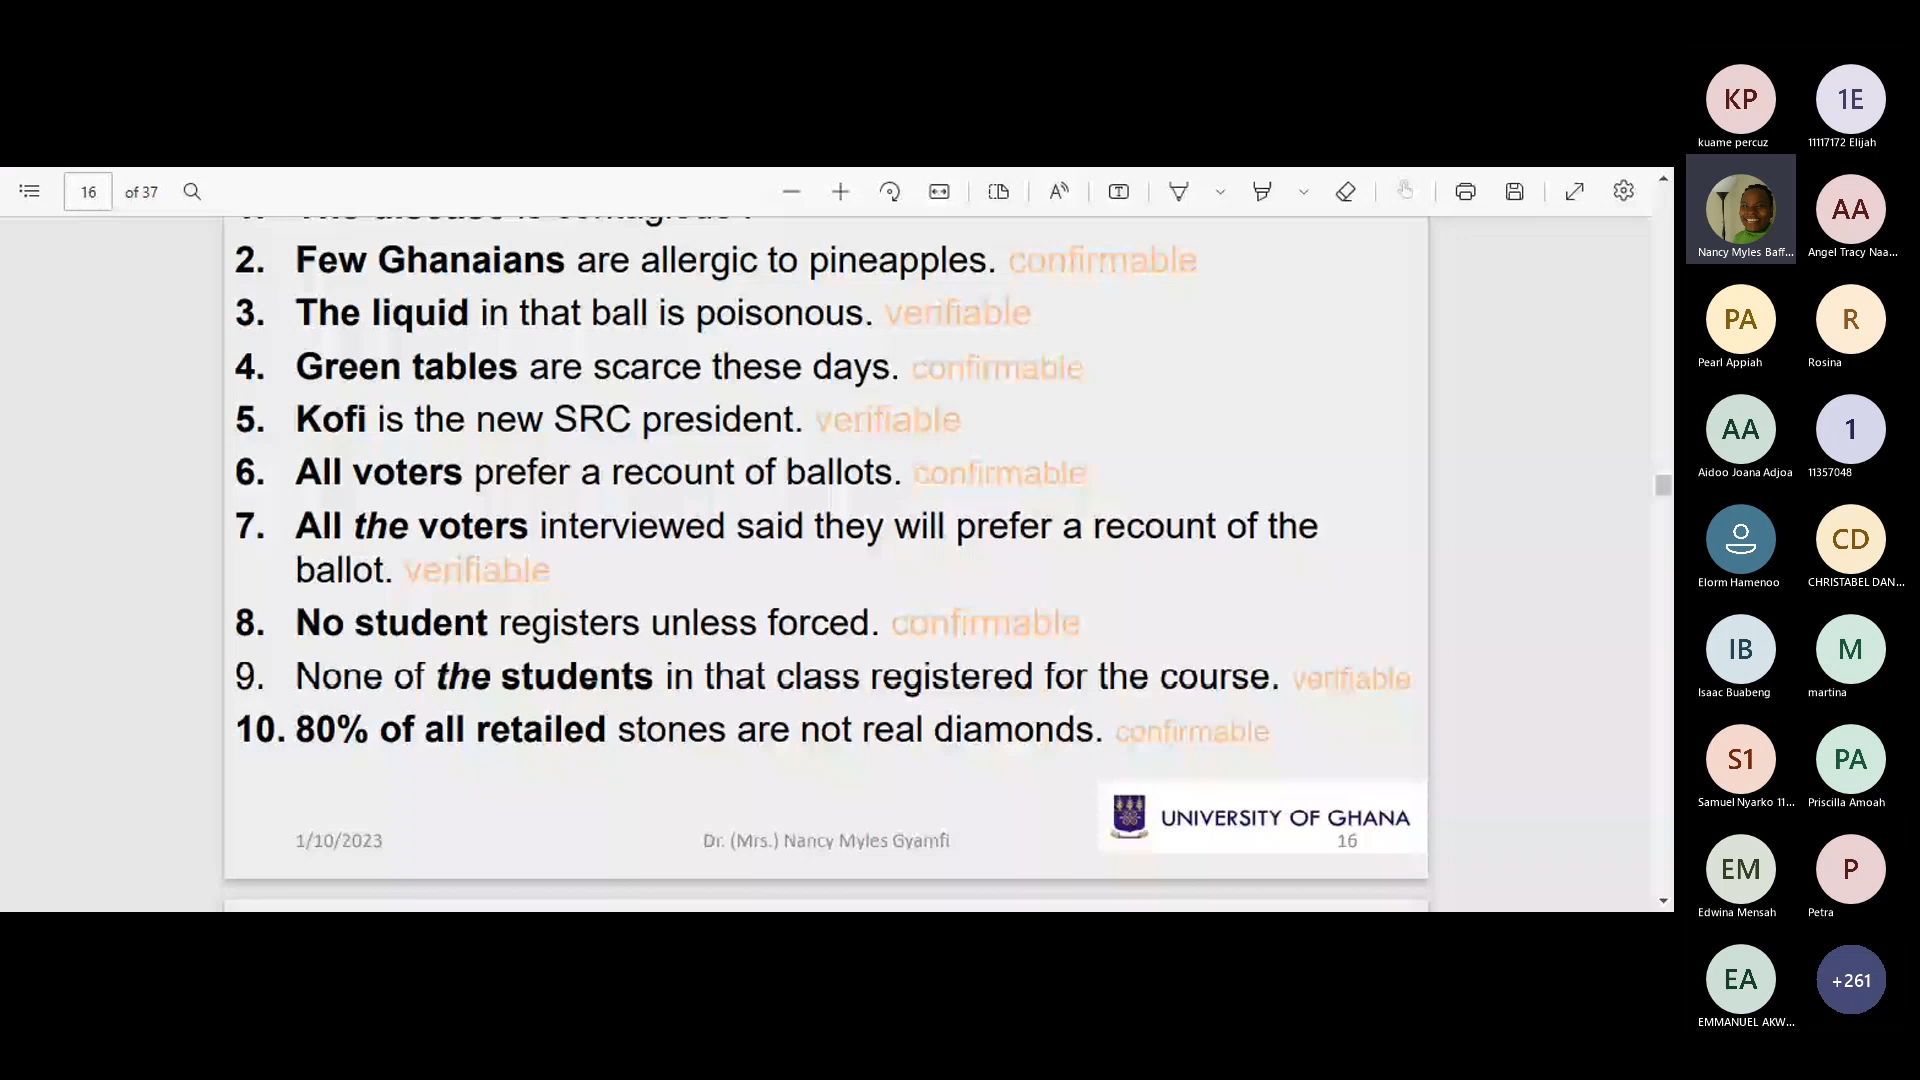 16 of 37
The disease is contagious .
2. Few Ghanaians are allergic to pineapples. confirmable
3. The liquid in that ball is poisonous. verifiable
4. Green tables are scarce these days. confirmable
5. Kofi is the new SRC president. verifiable
6. All voters prefer a recount of ballots. confirmable
7. All the voters interviewed said they will prefer a recount of the
ballot. verifiable
8. No student registers unless forced. confirmable
9. None of the students in that class registered for the course. verifiable
10. 80% of all retailed stones are not real diamonds. confirmable
UNIVERSITY OF GHANA
1/10/2023 Dr. (Mrs.) Nancy Myles Gyamfi 16
KP 1E
kuame percuz 11117172 Elijah
AA
Nancy Myles Baff... Angel Tracy Naa...
PA R
Pearl Appiah Rosina
AA 1
Aidoo Joana Adjoa 11357048
CD
Elorm Hamenoo CHRISTABEL DAN...
IB M
Isaac Buabeng martina
S1 PA
Samuel Nyarko 11... Priscilla Amoah
EM P
Edwina Mensah Petra
EA +261
EMMANUEL AKW...